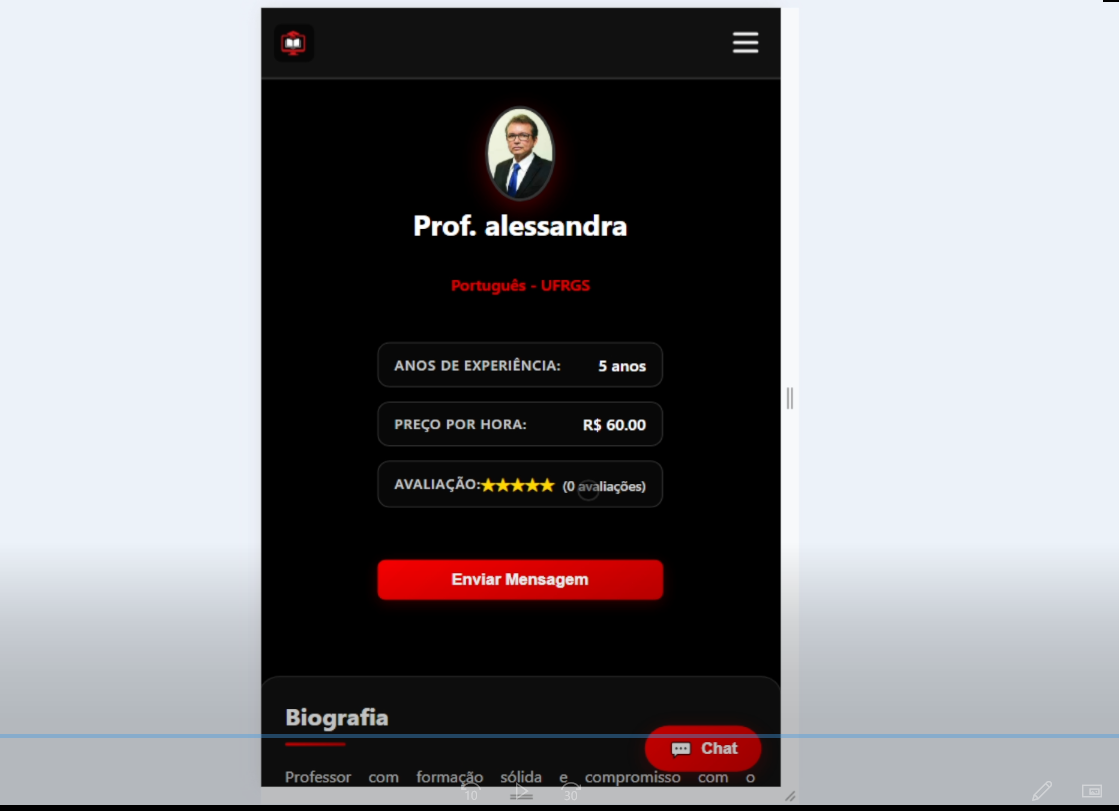 Prof. alessandra
Português - UFRGS
ANOS DE EXPERIÊNCIA: 5 anos
PREÇO POR HORA: R$ 60.00
AVALIAÇÃO:★★★★★ (0 avaliações)
Enviar Mensagem
Biografia
Chat
Professor com formação sólida e compromisso com o
10 30